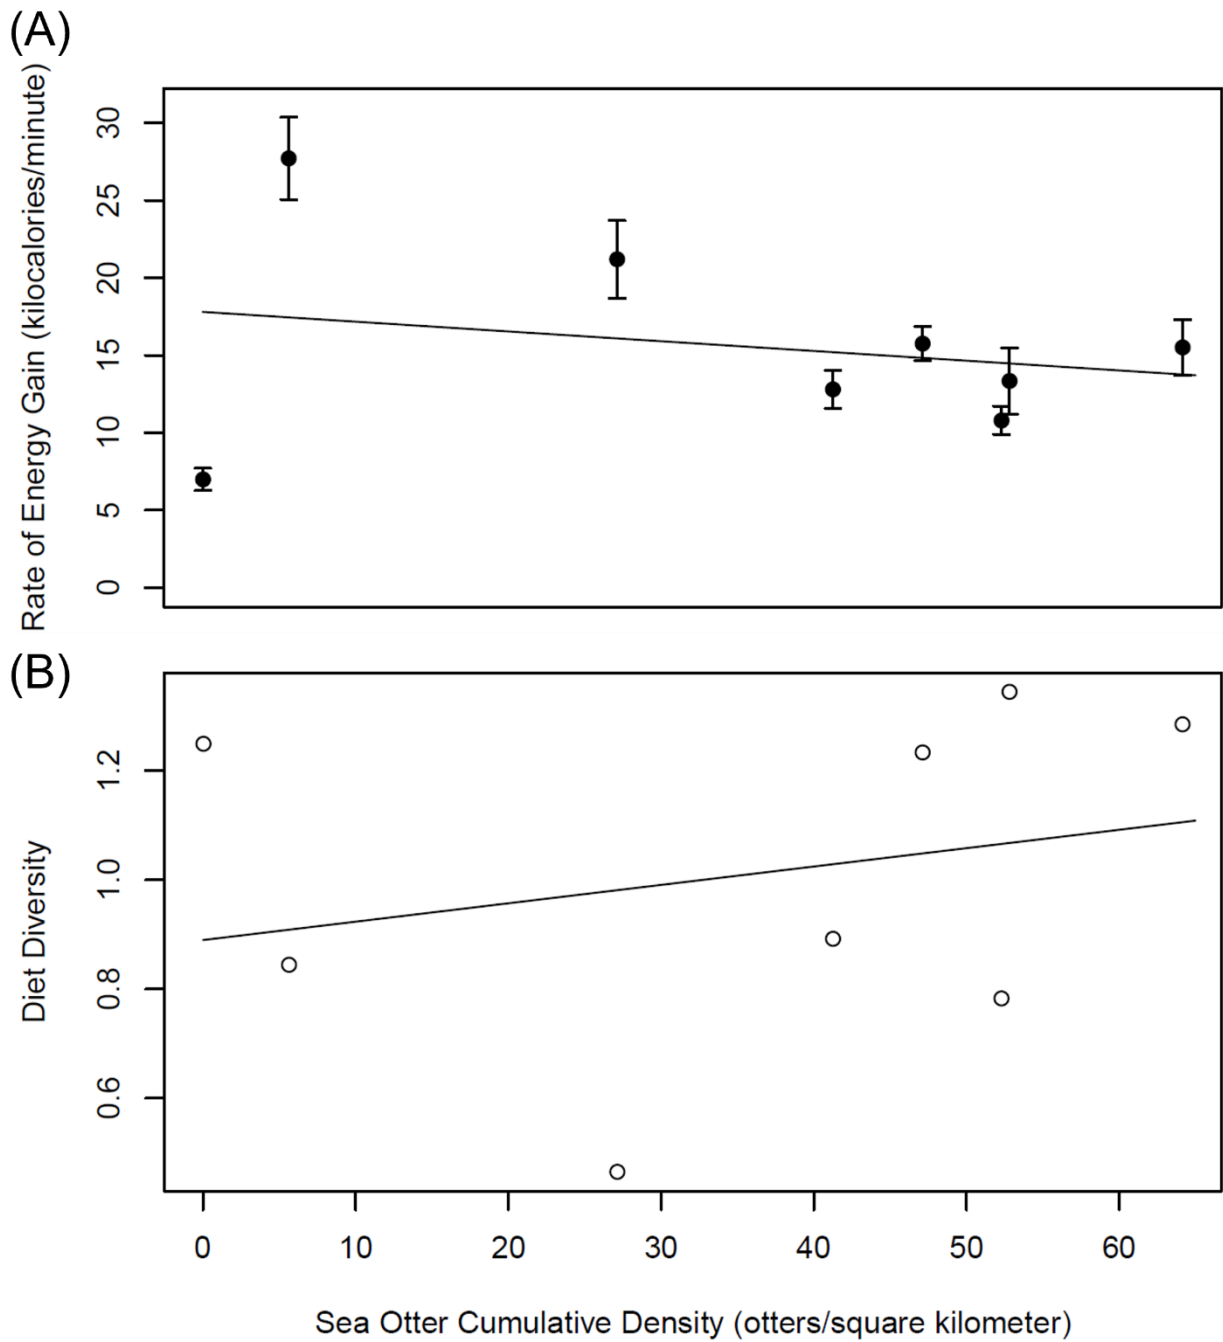 (A)
Rate of Energy Gain (kilocalories/minute)
30
25
20
15
10
5
0
(B)
Diet Diversity
1.2
1.0
0.8
0.6
0 10 20 30 40 50 60
Sea Otter Cumulative Density (otters/square kilometer)